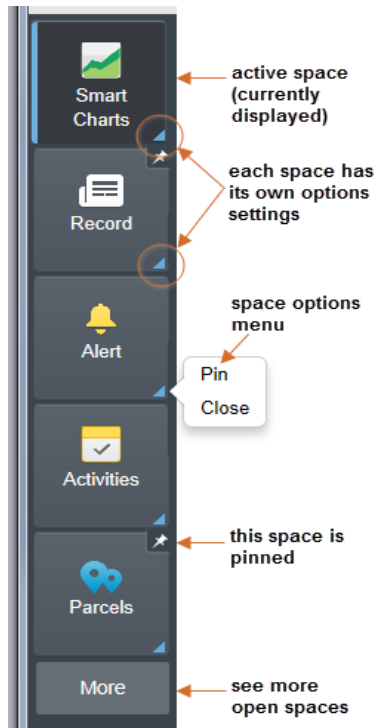 Smart
Charts
active space
(currently
displayed)
Record
each space has
its own options
settings
Alert
space options
menu
Pin
Close
Activities
this space is
pinned
Parcels
More
see more
open spaces